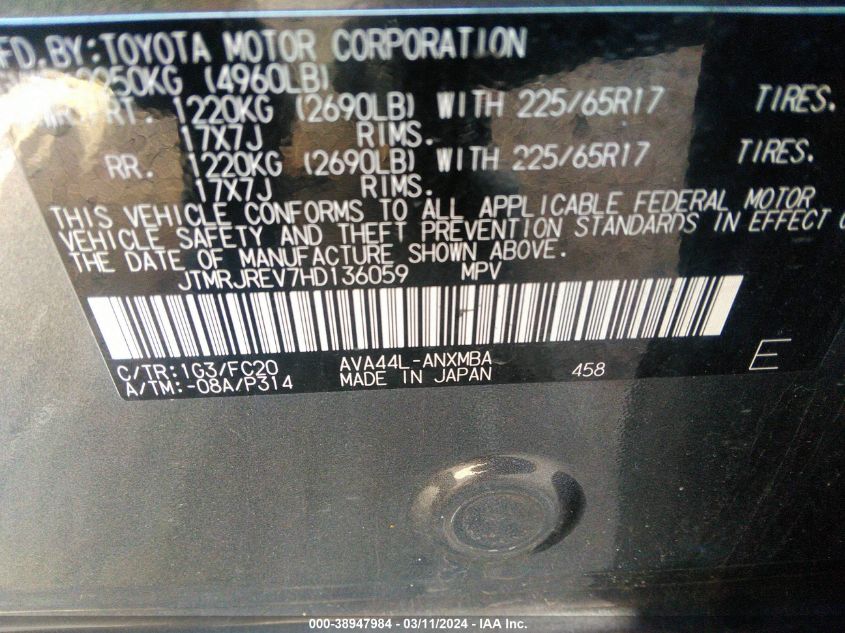 MFD.BY:TOYOTA MOTOR CORPORATION
2250KG (4960LB)
FRT. 1220KG (2690LB) WITH 225/65R17 TIRES.
17X7J RIMS.
RR. 1220KG (2690LB) WITH 225/65R17 TIRES.
17X7J RIMS.
THIS VEHICLE CONFORMS TO ALL APPLICABLE FEDERAL MOTOR
VEHICLE SAFETY AND THEFT PREVENTION STANDARDS IN EFFECT
THE DATE OF MANUFACTURE SHOWN ABOVE.
JTMRJREV7HD136059 MPV
C/TR:1G3/FC20 AVA44L-ANXMBA
A/TM:-08A/P314 MADE IN JAPAN 458 E
000-38947984 - 03/11/2024 - IAA Inc.